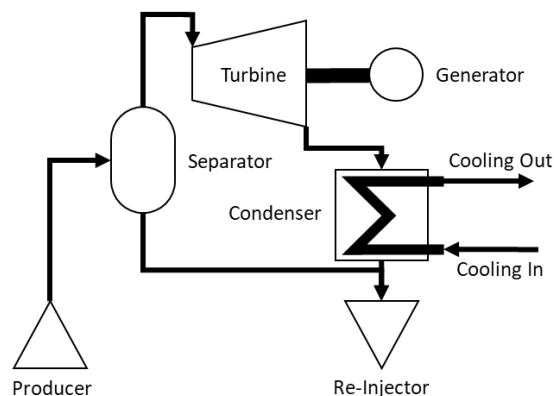 Turbine
Generator
Separator
Cooling Out
Condenser
Cooling In
Producer
Re-Injector